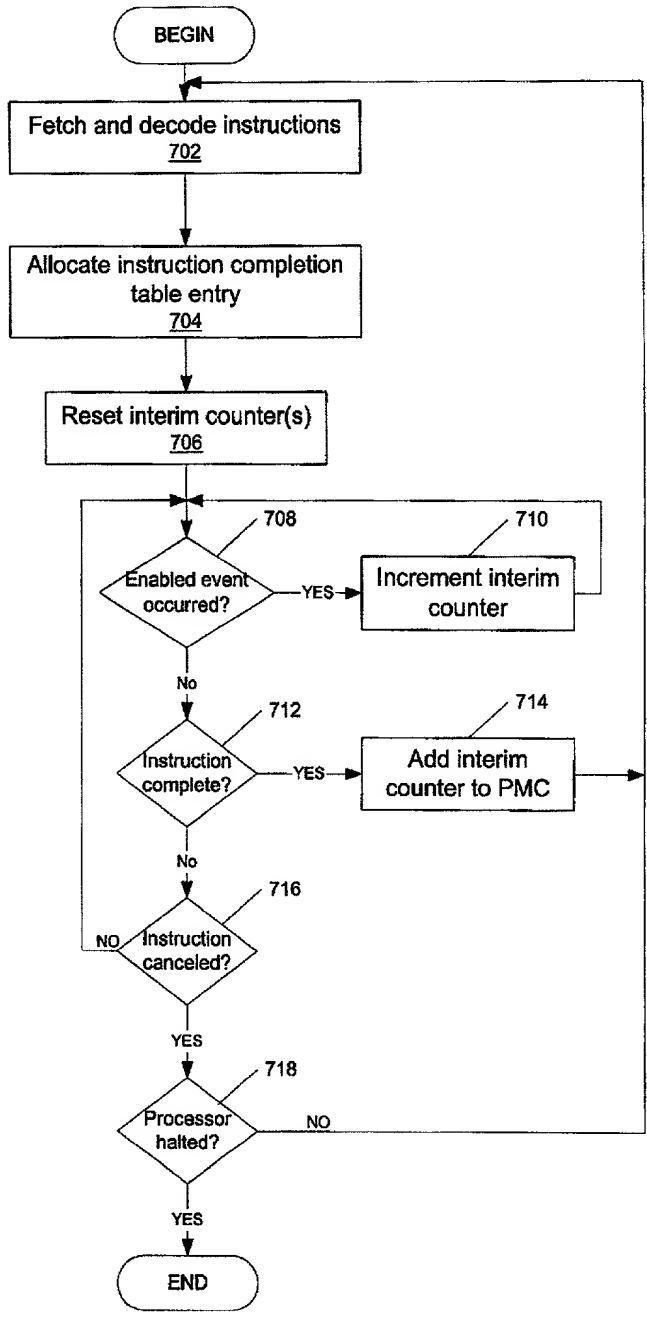 BEGIN
Fetch and decode instructions
702
Allocate instruction completion
table entry
704
Reset interim counter(s)
706
708
710
Enabled event
occurred?
YES
Increment interim
counter
No
712
714
Instruction
complete?
YES
Add interim
counter to PMC
No
716
NO
Instruction
canceled?
YES
718
Processor
halted?
NO
YES
END